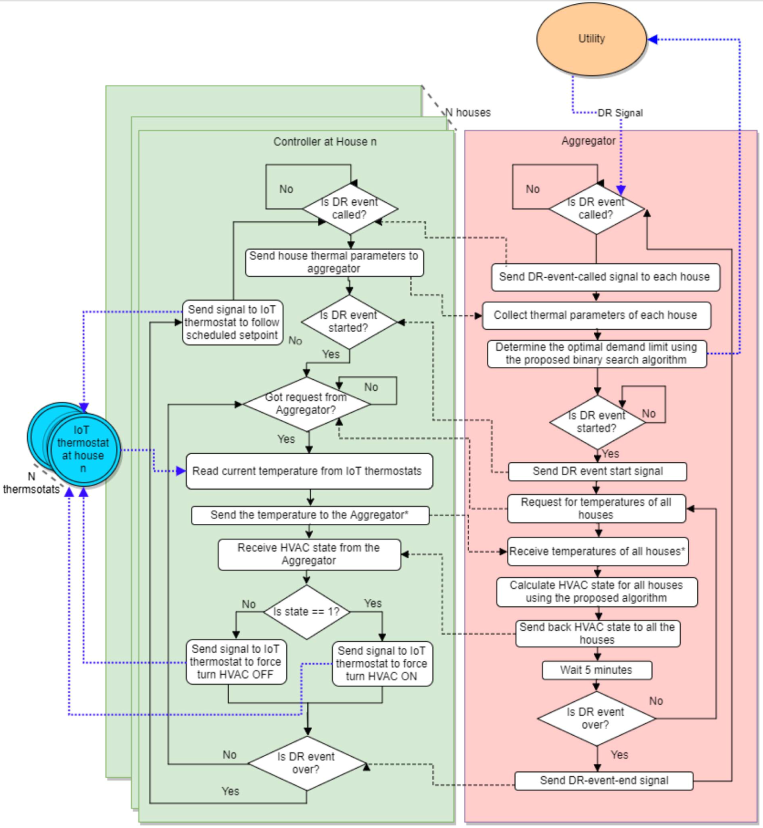 Utility
DR Signal
N houses
Controller at House n
No
Is DR event
called?
Send house thermal parameters to
aggregator
Send signal to IoT
thermostat to follow
scheduled setpoint
Is DR event
started?
No
Yes
Got request from
Aggregator?
No
Yes
IoT
thermostat
at house
n
N
thermsotats
Read current temperature from IoT thermostats
Send the temperature to the Aggregator*
Receive HVAC state from the
Aggregator
Is state == 1?
No
Yes
Send signal to IoT
thermostat to force
turn HVAC OFF
Send signal to IoT
thermostat to force
turn HVAC ON
Is DR event
over?
No
Yes
Aggregator
No
Is DR event
called?
Send DR-event-called signal to each house
Collect thermal parameters of each house
Determine the optimal demand limit using
the proposed binary search algorithm
Is DR event
started?
No
Yes
Send DR event start signal
Request for temperatures of all
houses
Receive temperatures of all houses*
Calculate HVAC state for all houses
using the proposed algorithm
Send back HVAC state to all the
houses
Wait 5 minutes
Is DR event
over?
No
Yes
Send DR-event-end signal